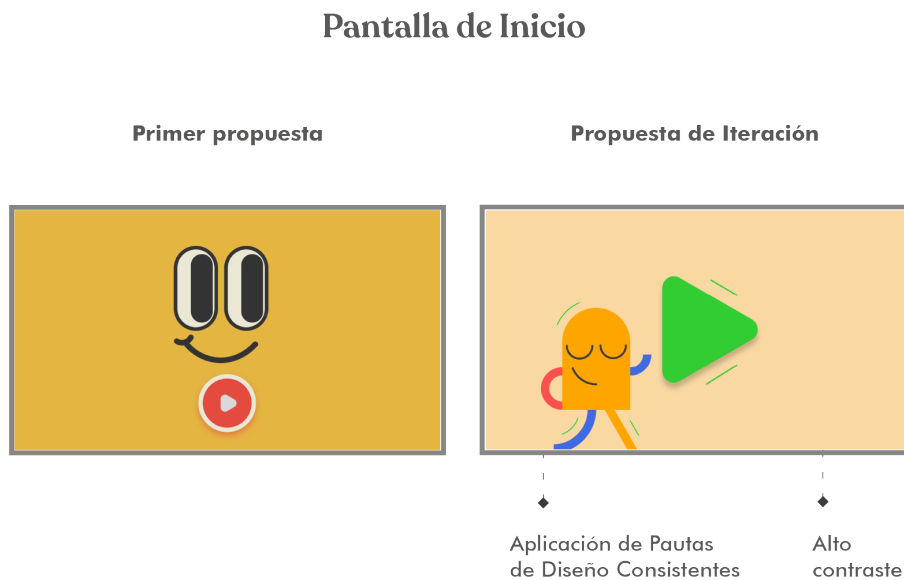 Pantalla de Inicio
Primer propuesta
Propuesta de Iteración
Aplicación de Pautas
de Diseño Consistentes
Alto
contraste